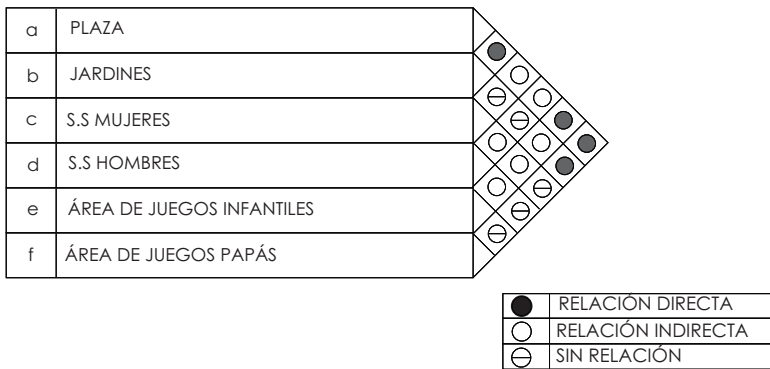 a PLAZA
b JARDINES
c S.S MUJERES
d S.S HOMBRES
e ÁREA DE JUEGOS INFANTILES
f ÁREA DE JUEGOS PAPÁS
RELACIÓN DIRECTA
RELACIÓN INDIRECTA
SIN RELACIÓN